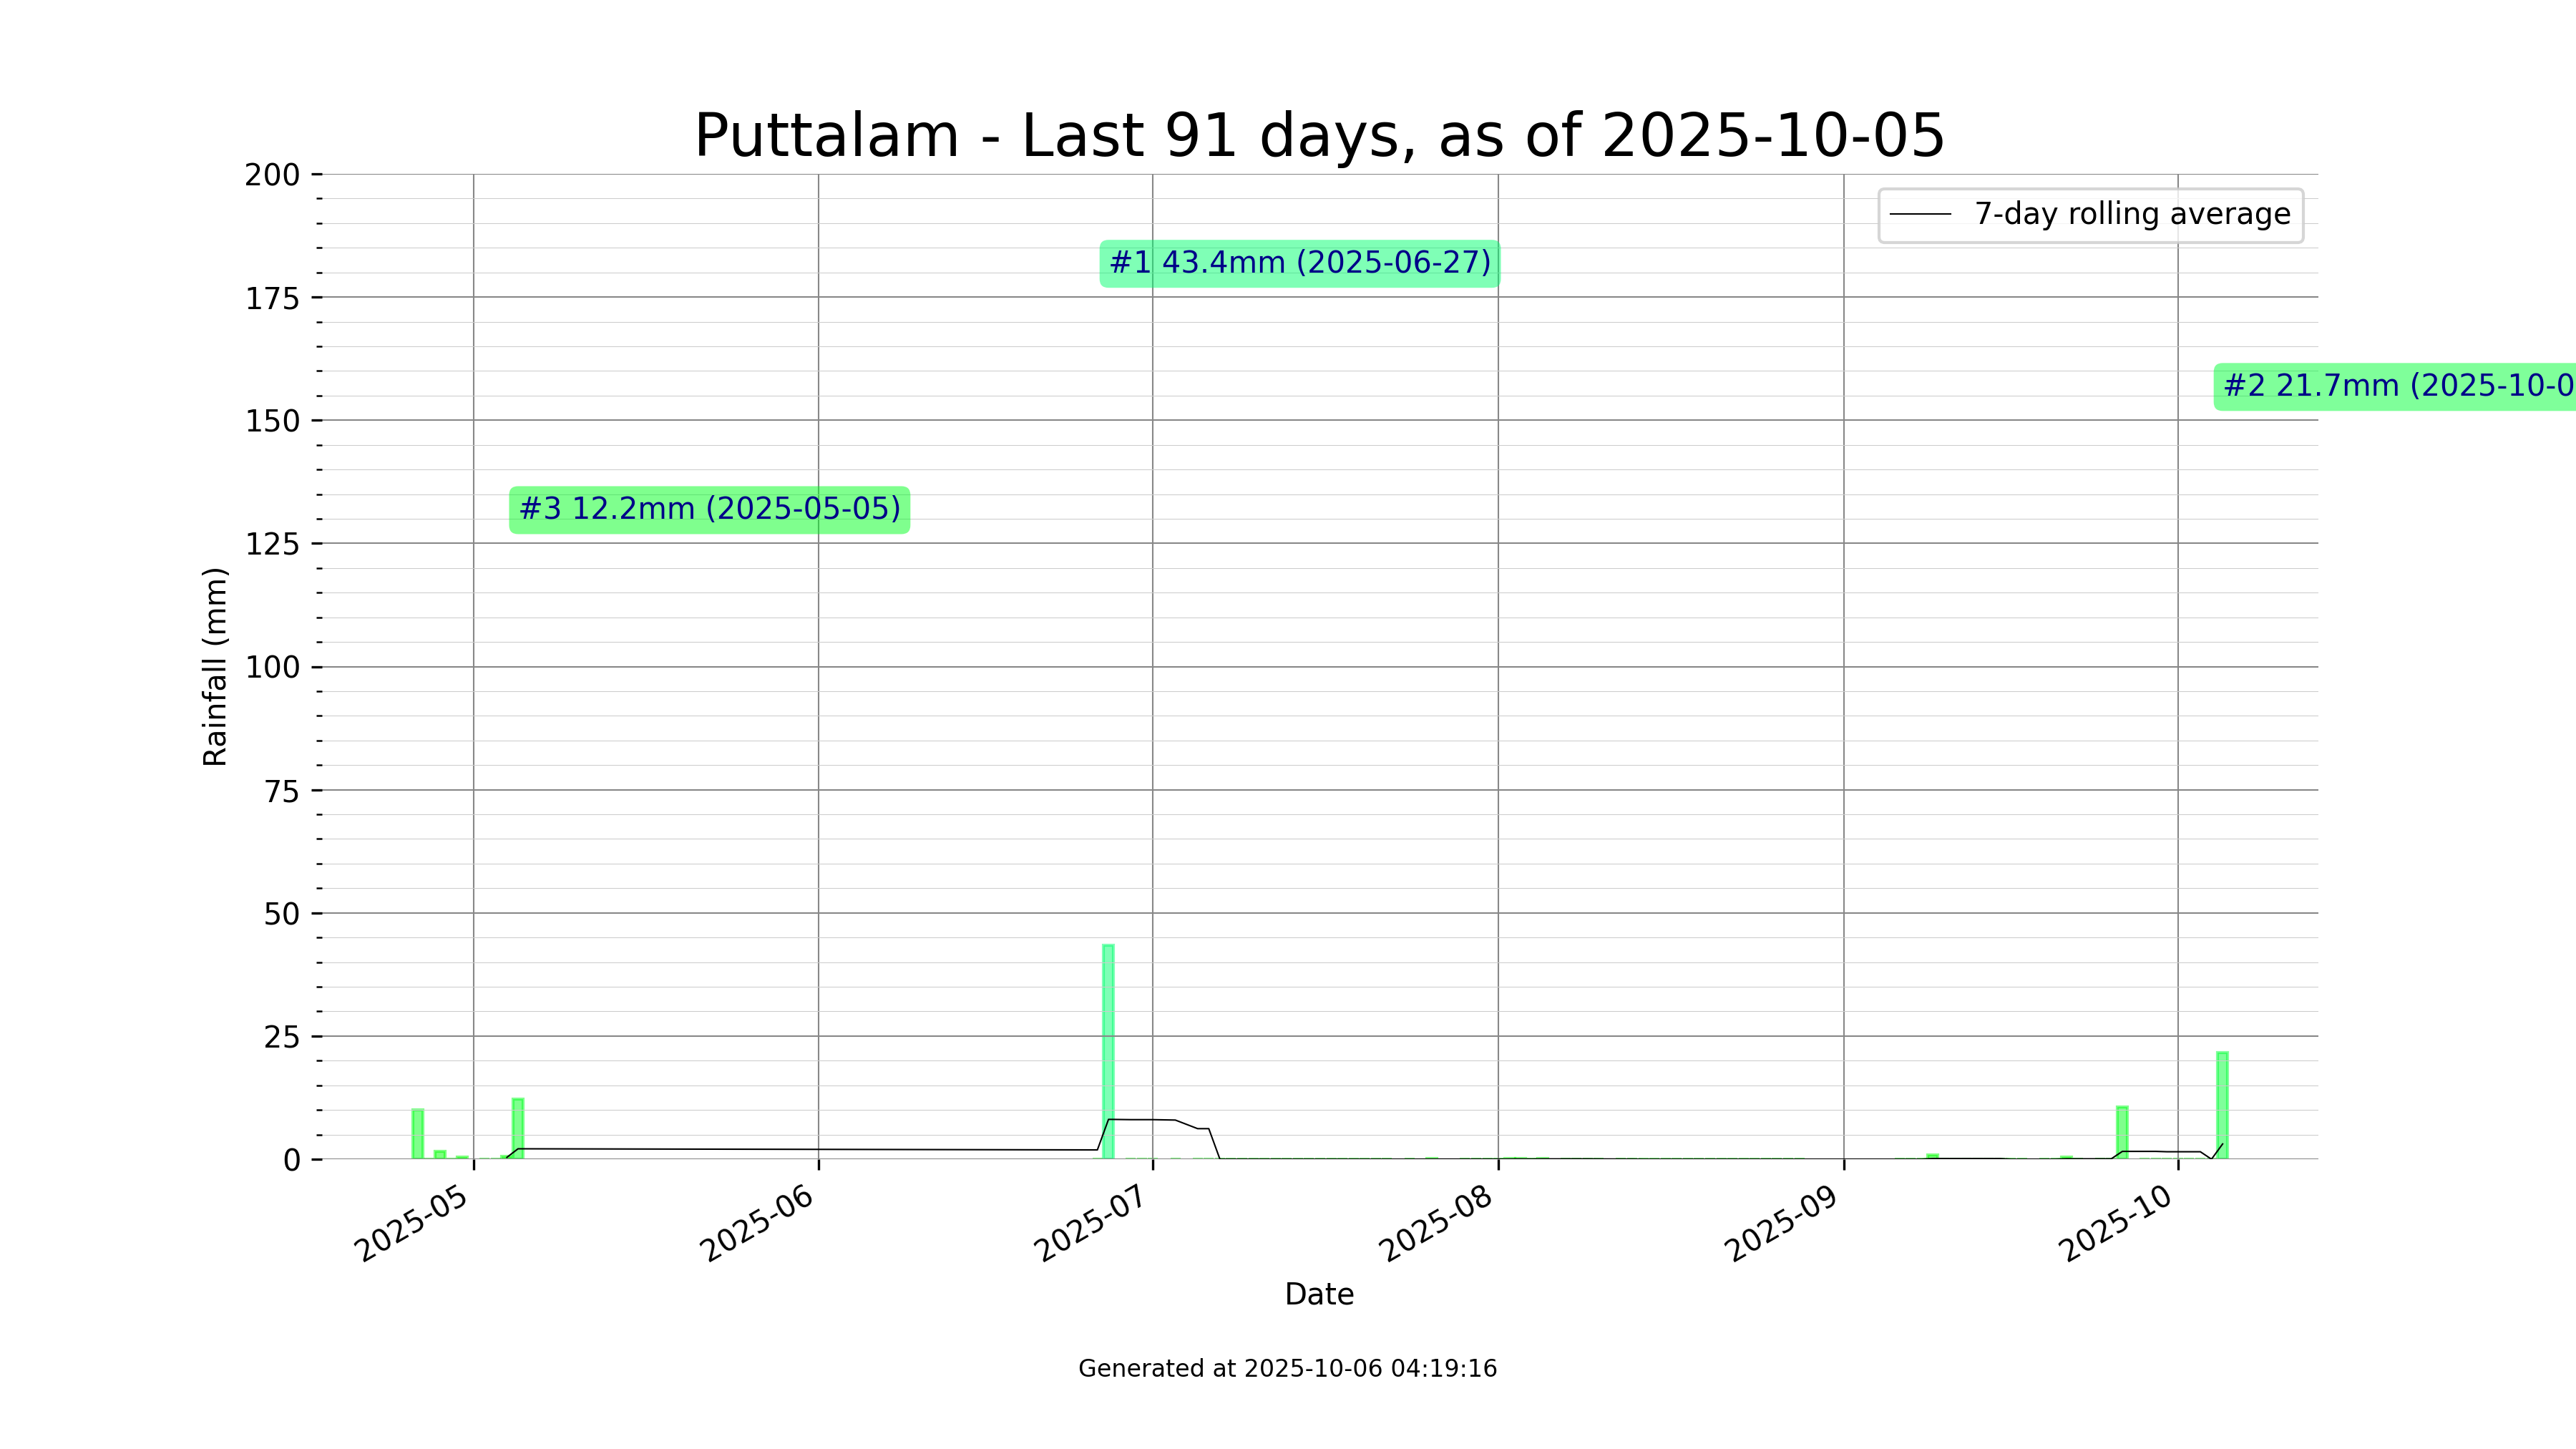 Puttalam - Last 91 days, as of 2025-10-05
7-day rolling average
#1 43.4mm (2025-06-27)
#2 21.7mm (2025-10-0
#3 12.2mm (2025-05-05)
Rainfall (mm)
200
175
150
125
100
75
50
25
0
2025-05
2025-06
2025-07
2025-08
2025-09
2025-10
Date
Generated at 2025-10-06 04:19:16